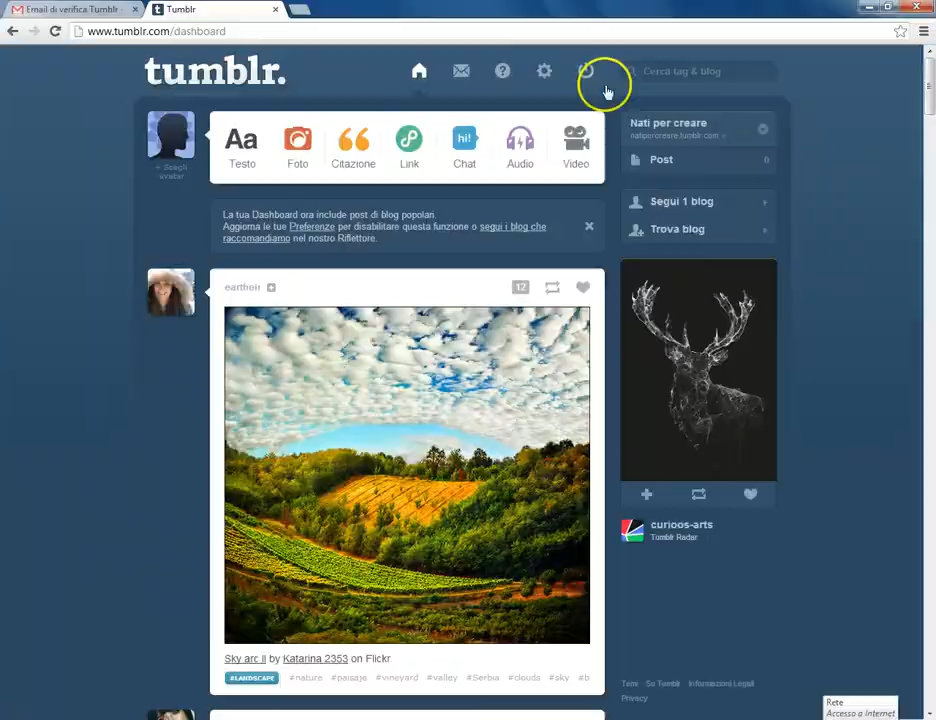 Email di verifica Tumblr -
Tumblr
www.tumblr.com/dashboard
tumblr.
Cerca tag & blog
+ Scegli
avatar
Aa
hi!
Testo
Foto
Citazione
Link
Chat
Audio
Video
Nati per creare
natipercreare.tumblr.com
Post
0
Segui 1 blog
Trova blog
La tua Dashboard ora include post di blog popolari.
Aggiorna le tue Preferenze per disabilitare questa funzione o segui i blog che
raccomandiamo nel nostro Riflettore.
12
curioos-arts
Tumblr Radar
Sky arc II by Katarina 2353 on Flickr
#LANDSCAPE #nature #paisaje #vineyard #valley #Serbia #clouds #sky #b
Temi Su Tumblr Informazioni Legali
Privacy
Rete
Accesso a Internet